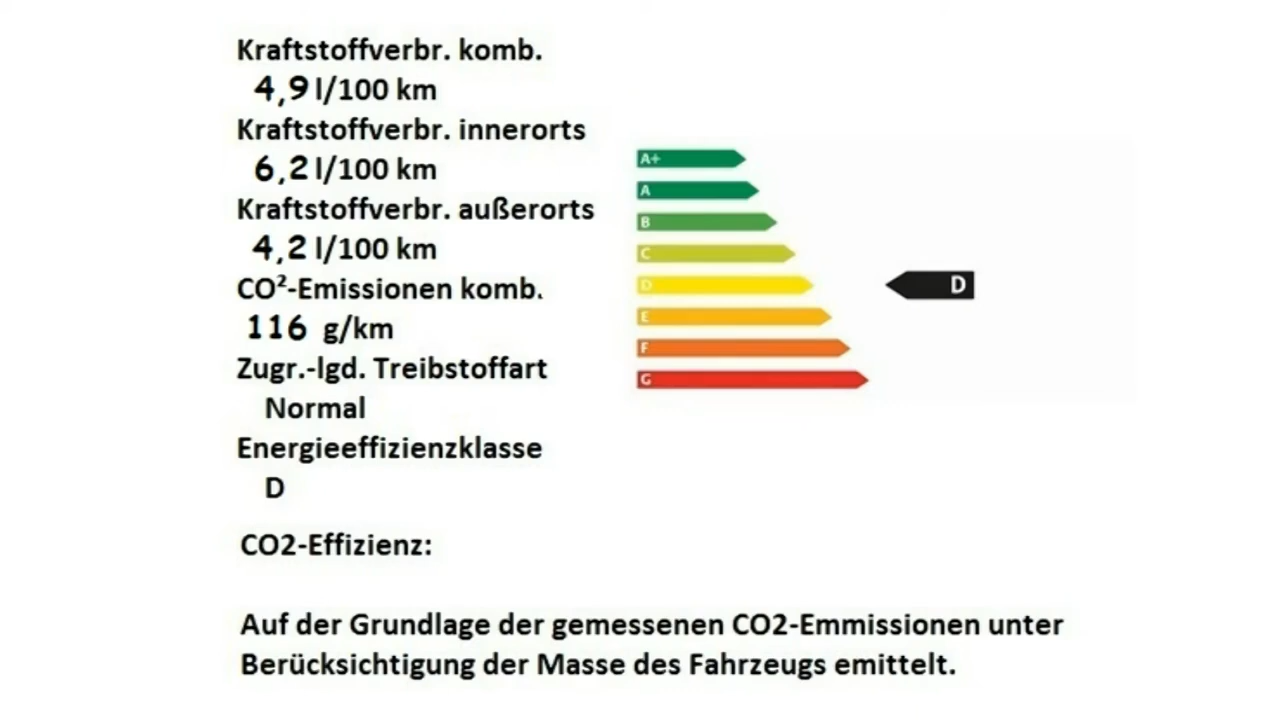 Kraftstoffverbr. komb.
4,9 l/100 km
Kraftstoffverbr. innerorts
6,2 l/100 km
Kraftstoffverbr. außerorts
4,2 l/100 km
CO²-Emissionen komb.
116 g/km
Zugr.-lgd. Treibstoffart
Normal
Energieeffizienzklasse
D
A+
A
B
C
D
D
E
F
G
CO2-Effizienz:
Auf der Grundlage der gemessenen CO2-Emmissionen unter
Berücksichtigung der Masse des Fahrzeugs emittelt.